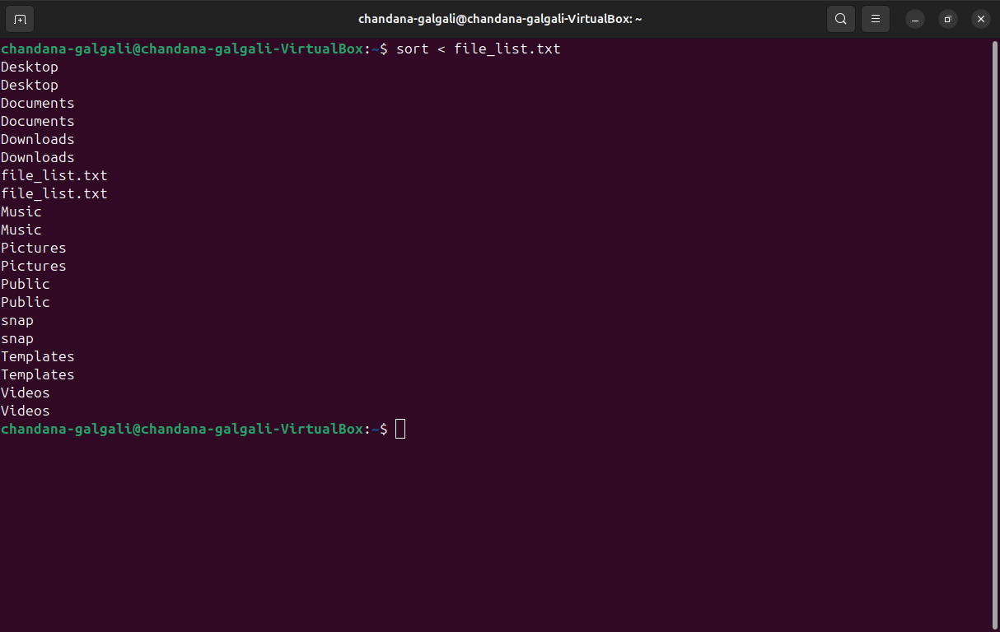 chandana-galgali@chandana-galgali-VirtualBox: ~
chandana-galgali@chandana-galgali-VirtualBox:~$ sort < file_list.txt
Desktop
Desktop
Documents
Documents
Downloads
Downloads
file_list.txt
file_list.txt
Music
Music
Pictures
Pictures
Public
Public
snap
snap
Templates
Templates
Videos
Videos
chandana-galgali@chandana-galgali-VirtualBox:~$